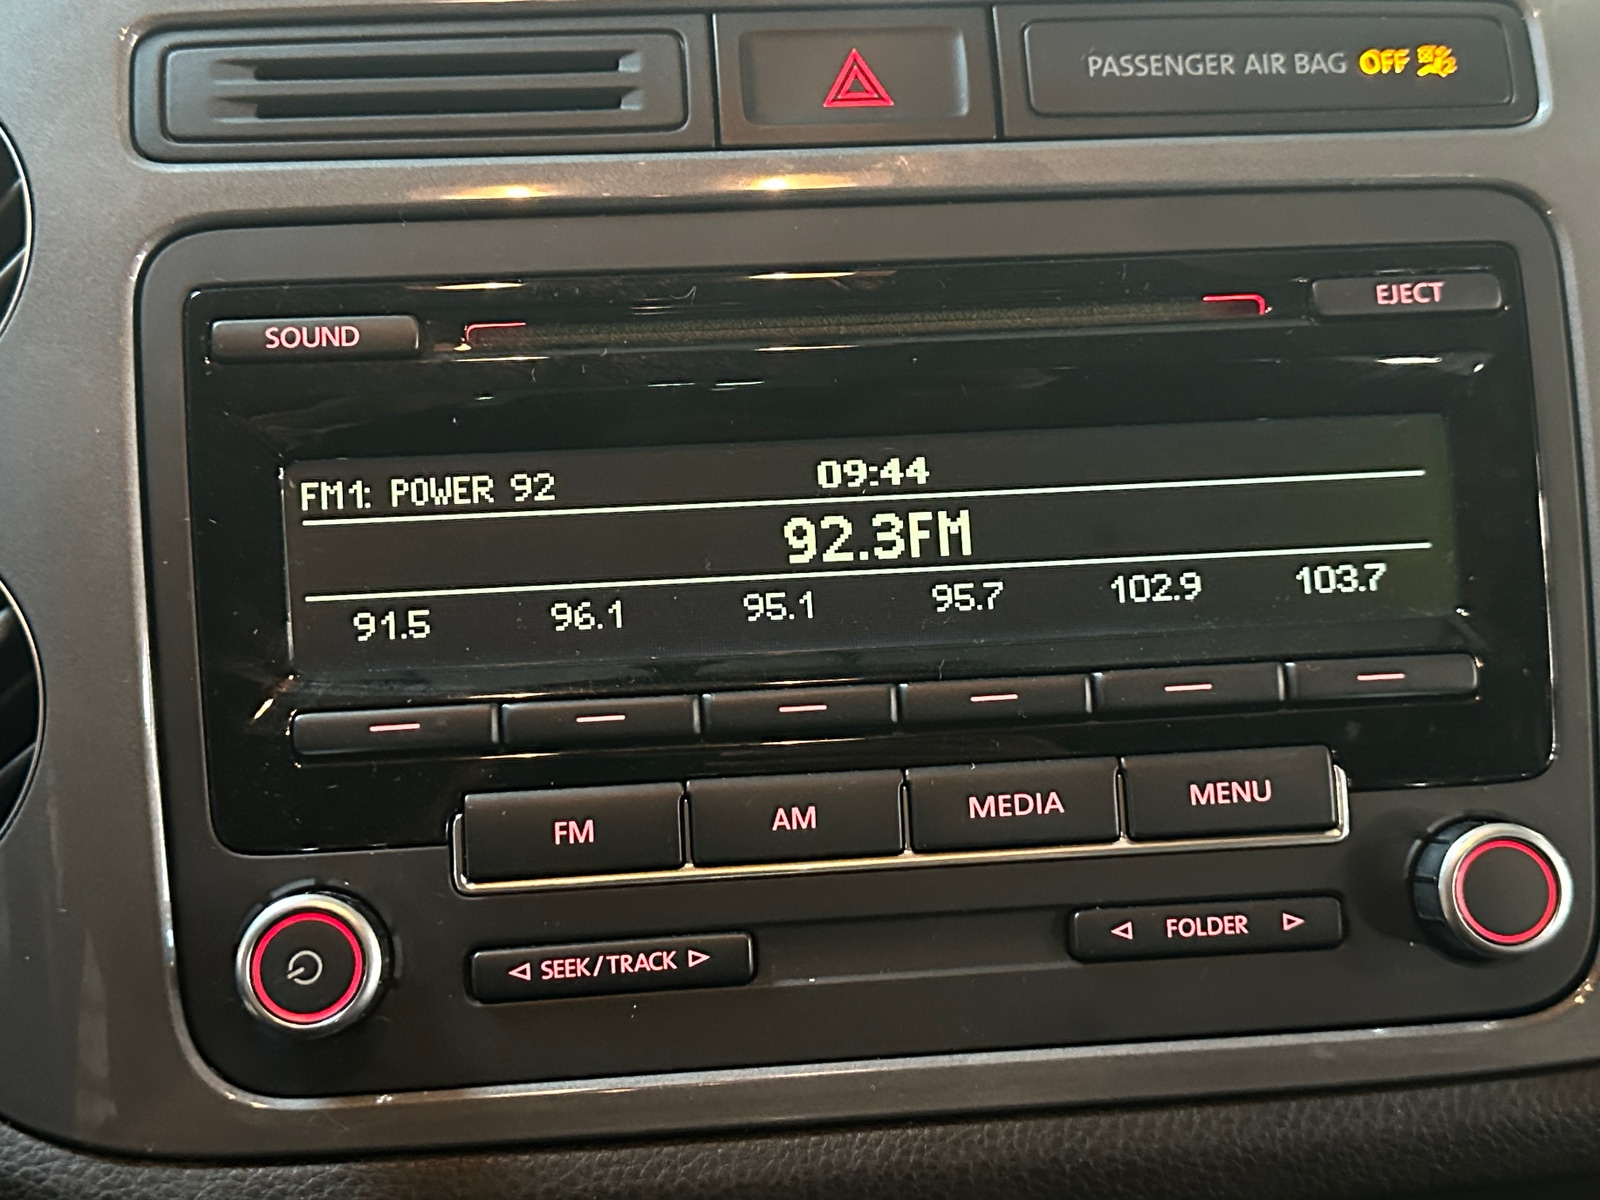 PASSENGER AIR BAG OFF
SOUND
EJECT
FM1: POWER 92 09:44
92.3FM
91.5 96.1 95.1 95.7 102.9 103.7
FM AM MEDIA MENU
SEEK/TRACK
FOLDER